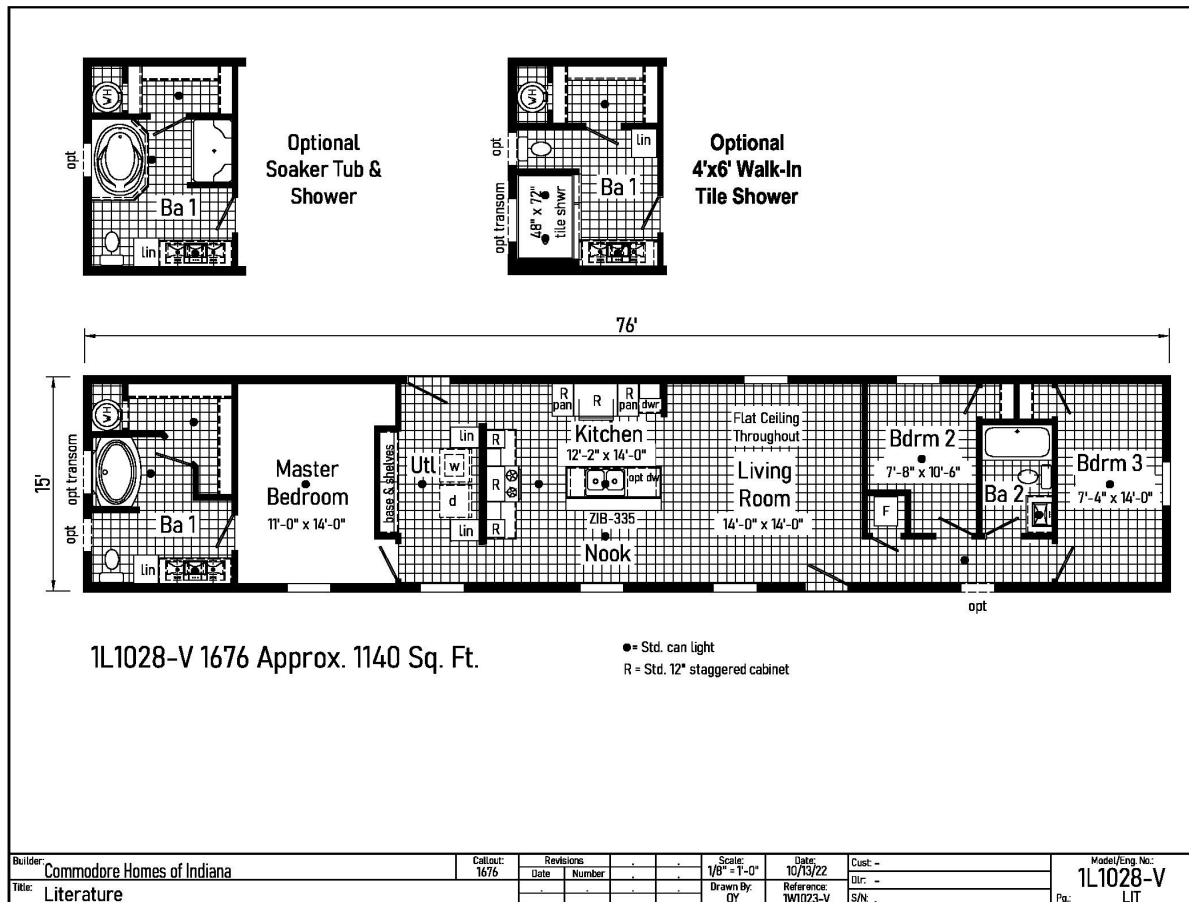 WH
opt
Ba 1
lin
Optional
Soaker Tub &
Shower
WH
opt
lin
Ba 1
opt transom
48" x 72"
tile shwr
Optional
4'x6' Walk-In
Tile Shower
76'
15'
WH
opt transom
opt
Ba 1
lin
Master
Bedroom
11'-0" x 14'-0"
base & shelves
Utl
lin
w
d
lin
R
R
R
R
pan
R
R
pan
dwr
Kitchen
12'-2" x 14'-0"
opt dw
ZIB-335
Nook
Flat Ceiling
Throughout
Living
Room
14'-0" x 14'-0"
Bdrm 2
7'-8" x 10'-6"
F
Ba 2
Bdrm 3
7'-4" x 14'-0"
opt
1L1028-V 1676 Approx. 1140 Sq. Ft.
●= Std. can light
R = Std. 12" staggered cabinet
Builder: Commodore Homes of Indiana
Title: Literature
Callout:
1676
Revisions
Date Number
Scale:
1/8" = 1'-0"
Drawn By:
OY
Date:
10/13/22
Reference:
1W1023-V
Cust: -
Dlr: -
S/N: .
Model/Eng. No.:
1L1028-V
Pg.: LIT